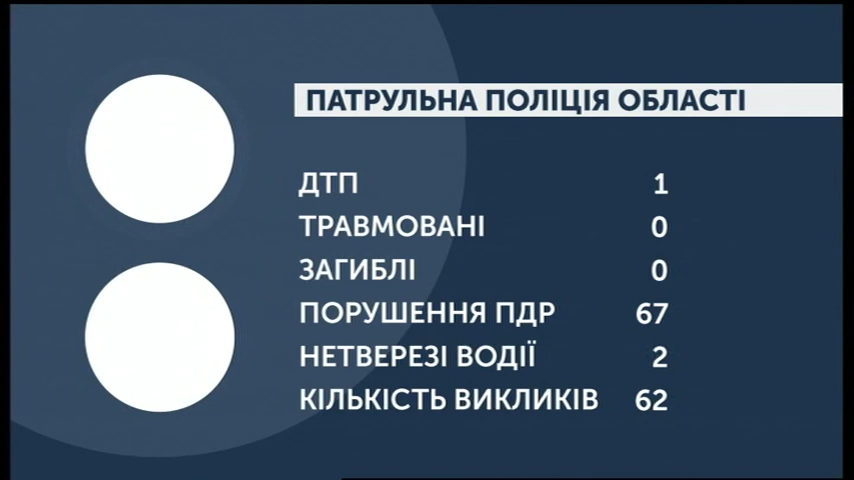 ПАТРУЛЬНА ПОЛІЦІЯ ОБЛАСТІ
ДТП 1
ТРАВМОВАНІ 0
ЗАГИБЛІ 0
ПОРУШЕННЯ ПДР 67
НЕТВЕРЕЗІ ВОДІЇ 2
КІЛЬКІСТЬ ВИКЛИКІВ 62